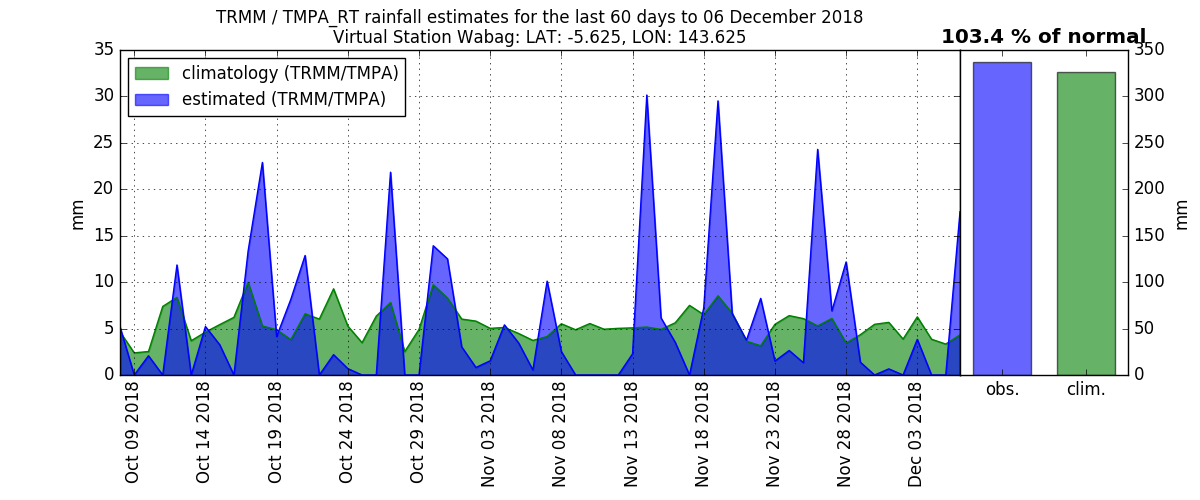 TRMM / TMPA_RT rainfall estimates for the last 60 days to 06 December 2018
Virtual Station Wabag: LAT: -5.625, LON: 143.625
103.4 % of normal
climatology (TRMM/TMPA)
estimated (TRMM/TMPA)
mm
35
30
25
20
15
10
5
0
Oct 09 2018
Oct 14 2018
Oct 19 2018
Oct 24 2018
Oct 29 2018
Nov 03 2018
Nov 08 2018
Nov 13 2018
Nov 18 2018
Nov 23 2018
Nov 28 2018
Dec 03 2018
350
300
250
200
150
100
50
0
mm
obs.
clim.